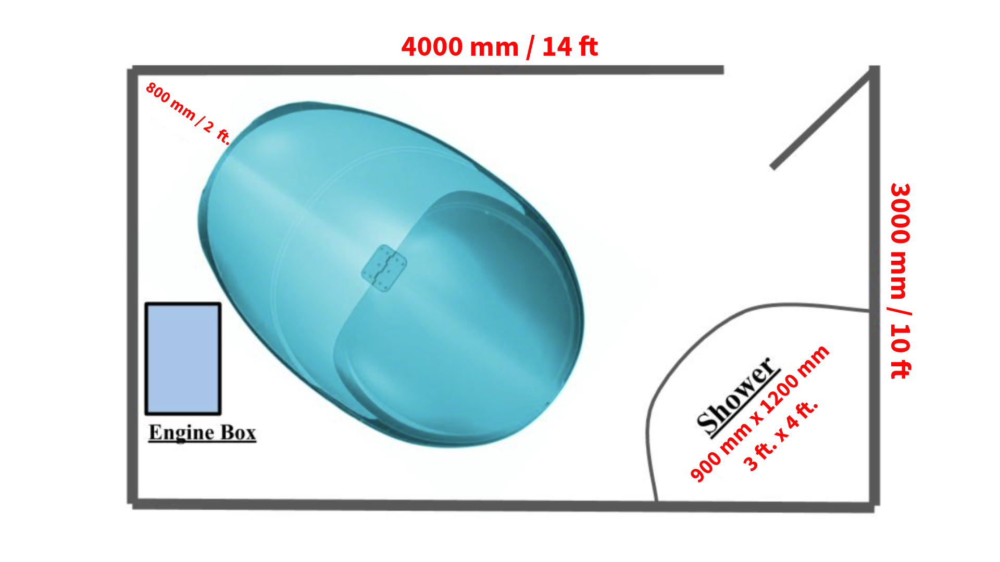 4000 mm / 14 ft
800 mm / 2 ft.
3000 mm / 10 ft
Shower
900 mm x 1200 mm
3 ft. x 4 ft.
Engine Box